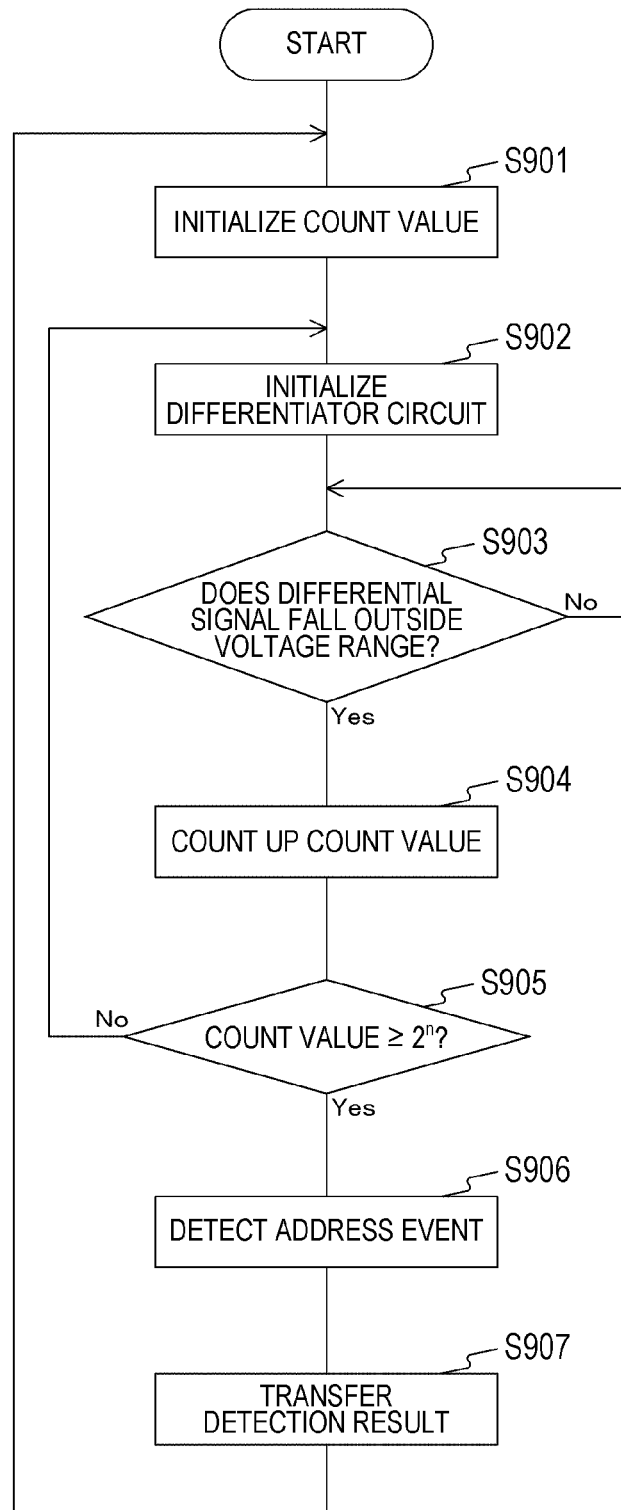 START
S901
INITIALIZE COUNT VALUE
S902
INITIALIZE
DIFFERENTIATOR CIRCUIT
S903
DOES DIFFERENTIAL
SIGNAL FALL OUTSIDE
VOLTAGE RANGE?
No
Yes
S904
COUNT UP COUNT VALUE
S905
No
COUNT VALUE ≥ 2ⁿ?
Yes
S906
DETECT ADDRESS EVENT
S907
TRANSFER
DETECTION RESULT